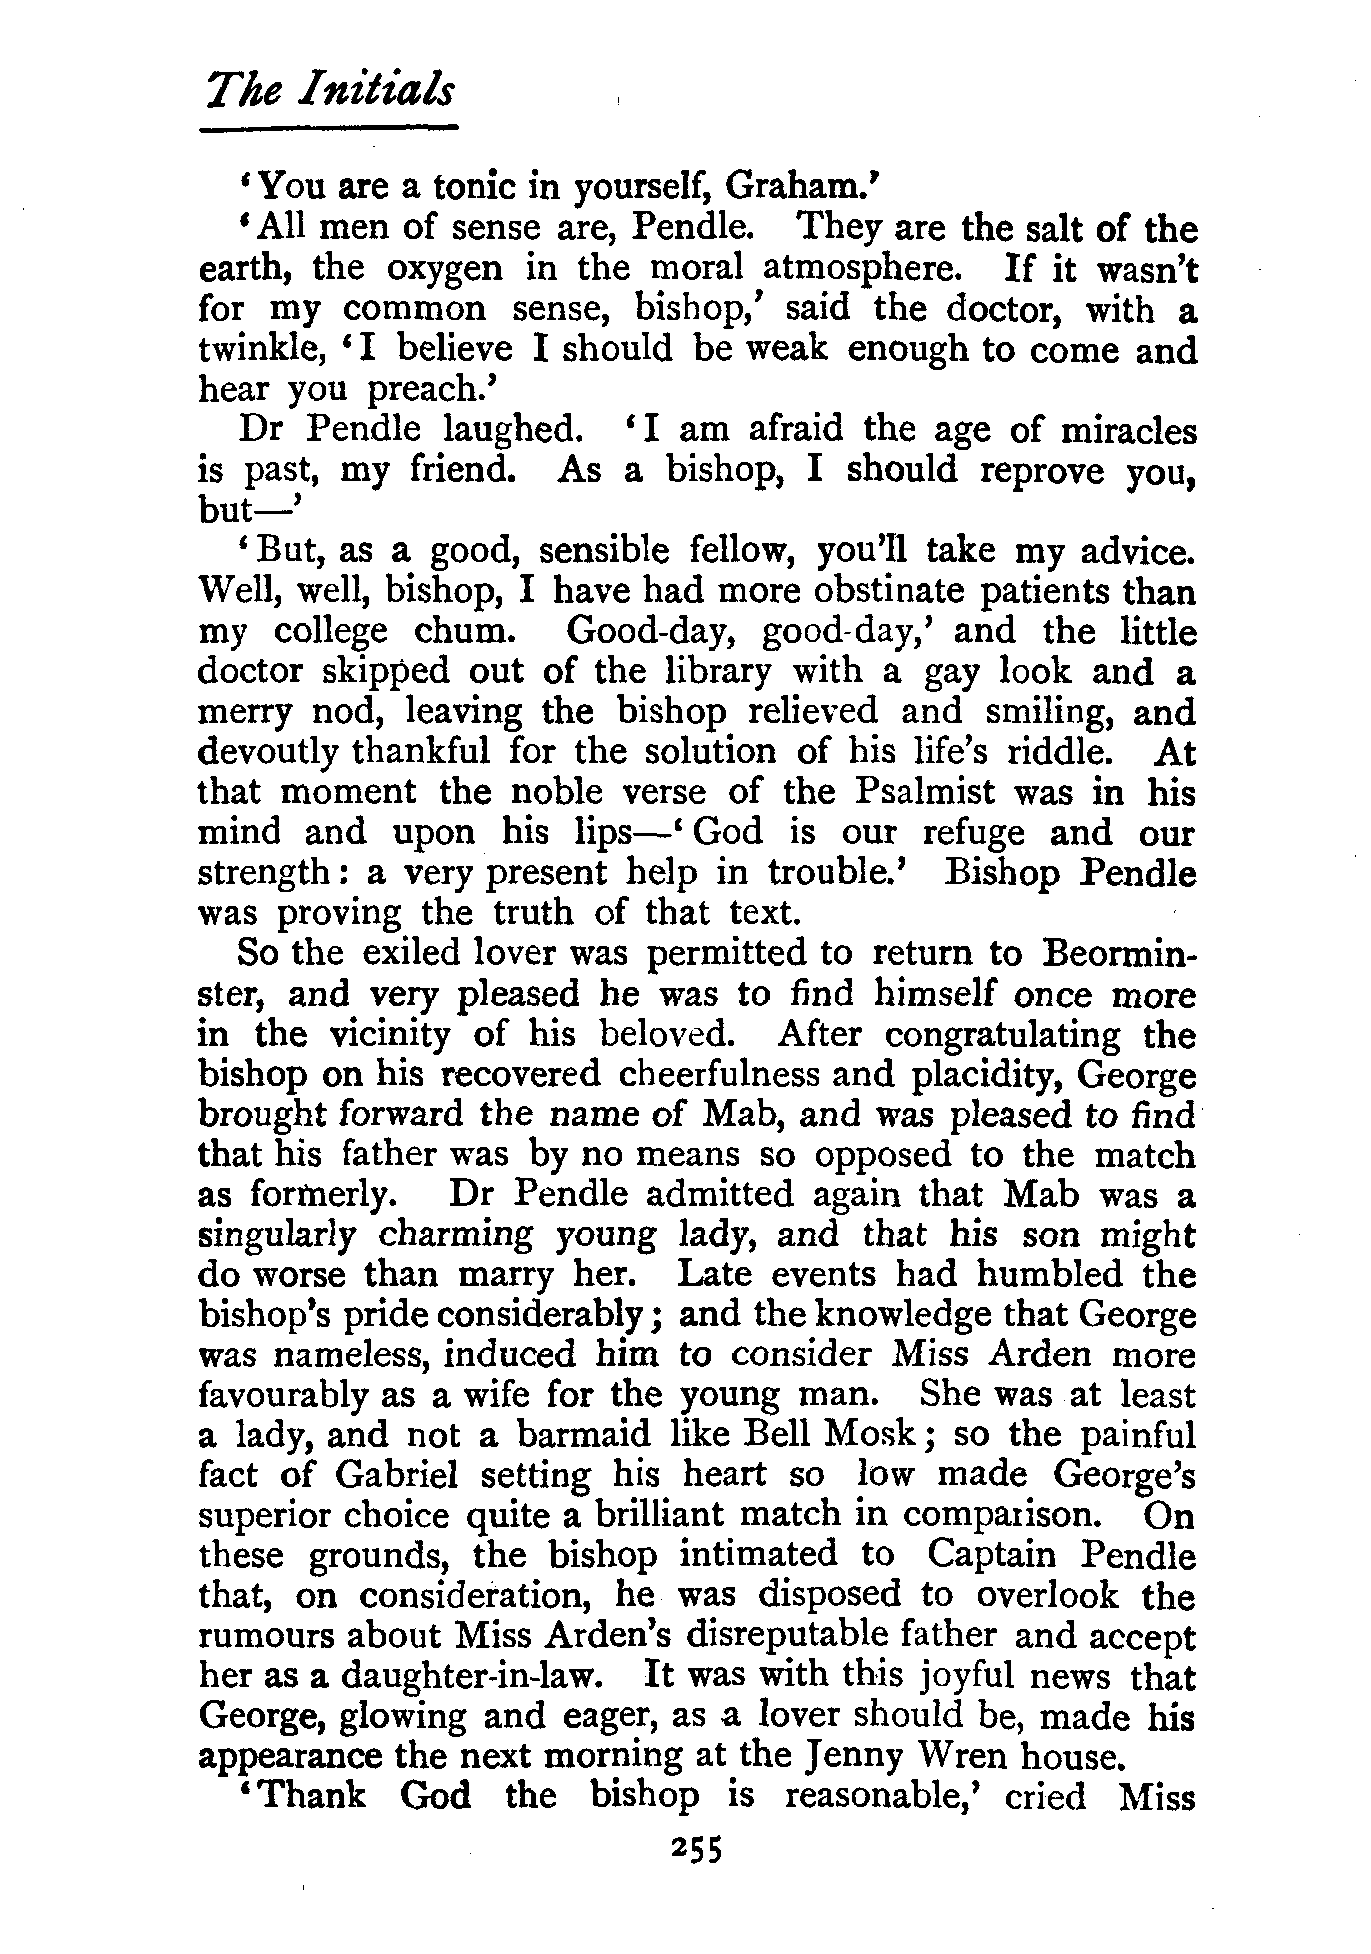 The Initials
‘You are a tonic in yourself, Graham.’
‘All men of sense are, Pendle. They are the salt of the
earth, the oxygen in the moral atmosphere. If it wasn’t
for my common sense, bishop,’ said the doctor, with a
twinkle, ‘I believe I should be weak enough to come and
hear you preach.’
Dr Pendle laughed. ‘I am afraid the age of miracles
is past, my friend. As a bishop, I should reprove you,
but—’
‘But, as a good, sensible fellow, you’ll take my advice.
Well, well, bishop, I have had more obstinate patients than
my college chum. Good-day, good-day,’ and the little
doctor skipped out of the library with a gay look and a
merry nod, leaving the bishop relieved and smiling, and
devoutly thankful for the solution of his life’s riddle. At
that moment the noble verse of the Psalmist was in his
mind and upon his lips—‘God is our refuge and our
strength: a very present help in trouble.’ Bishop Pendle
was proving the truth of that text.
So the exiled lover was permitted to return to Beormin-
ster, and very pleased he was to find himself once more
in the vicinity of his beloved. After congratulating the
bishop on his recovered cheerfulness and placidity, George
brought forward the name of Mab, and was pleased to find
that his father was by no means so opposed to the match
as formerly. Dr Pendle admitted again that Mab was a
singularly charming young lady, and that his son might
do worse than marry her. Late events had humbled the
bishop’s pride considerably; and the knowledge that George
was nameless, induced him to consider Miss Arden more
favourably as a wife for the young man. She was at least
a lady, and not a barmaid like Bell Mosk; so the painful
fact of Gabriel setting his heart so low made George’s
superior choice quite a brilliant match in comparison. On
these grounds, the bishop intimated to Captain Pendle
that, on consideration, he was disposed to overlook the
rumours about Miss Arden’s disreputable father and accept
her as a daughter-in-law. It was with this joyful news that
George, glowing and eager, as a lover should be, made his
appearance the next morning at the Jenny Wren house.
‘Thank God the bishop is reasonable,’ cried Miss
255